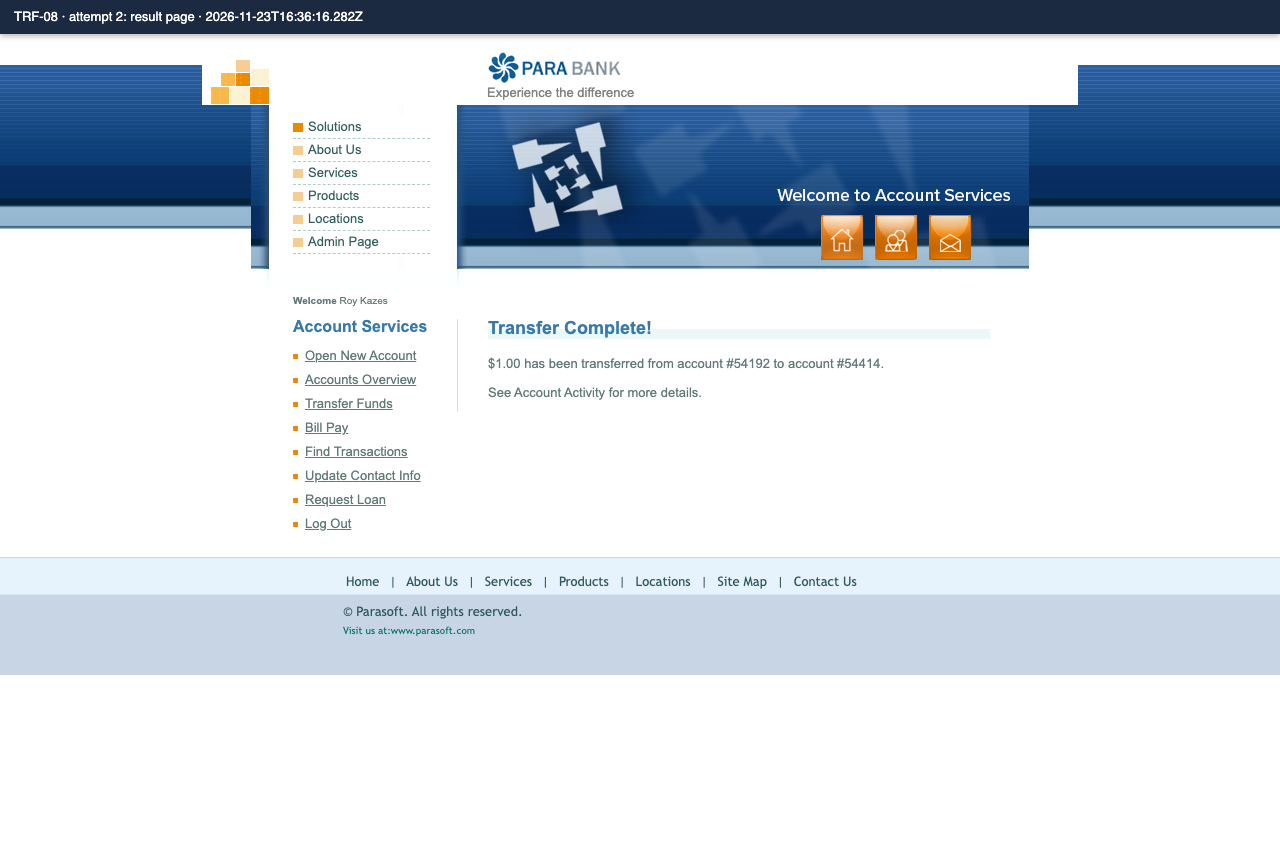 TRF-08 · attempt 2: result page · 2026-11-23T16:36:16.282Z
PARA BANK
Experience the difference
Solutions
About Us
Services
Products
Locations
Admin Page
Welcome to Account Services
Welcome Roy Kazes
Account Services
Open New Account
Accounts Overview
Transfer Funds
Bill Pay
Find Transactions
Update Contact Info
Request Loan
Log Out
Transfer Complete!
$1.00 has been transferred from account #54192 to account #54414.
See Account Activity for more details.
Home | About Us | Services | Products | Locations | Site Map | Contact Us
© Parasoft. All rights reserved.
Visit us at:www.parasoft.com